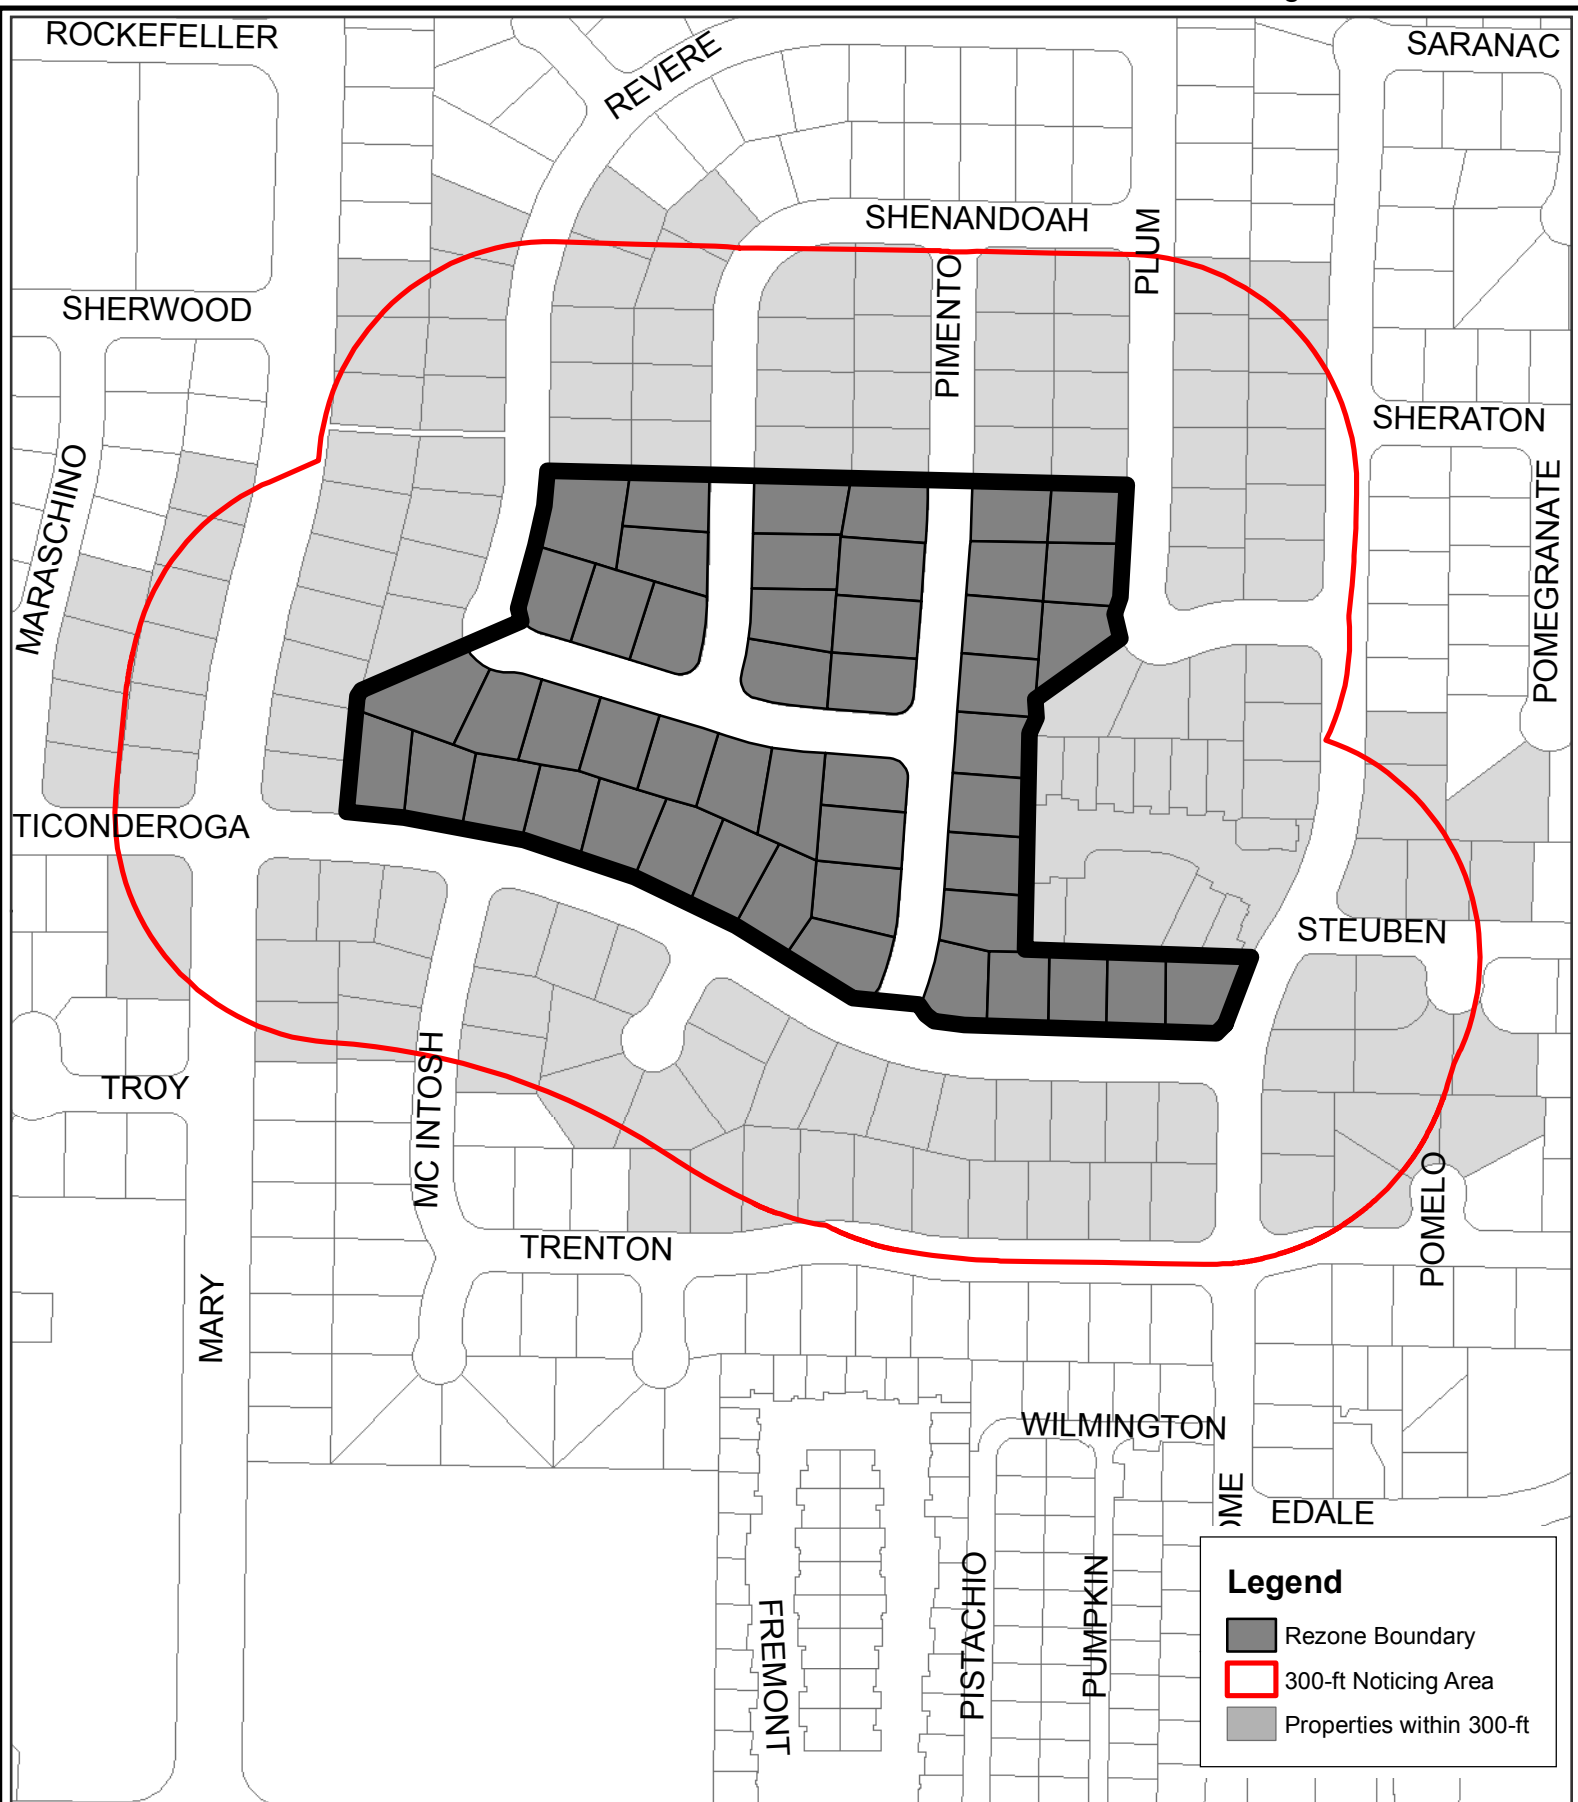 ROCKEFELLER
REVERE
SARANAC
SHENANDOAH
PLUM
PIMENTO
SHERWOOD
SHERATON
MARASCHINO
POMEGRANATE
TICONDEROGA
STEUBEN
TROY
MC INTOSH
TRENTON
POMELO
MARY
WILMINGTON
OME
EDALE
FREMONT
PISTACHIO
PUMPKIN
Legend
Rezone Boundary
300-ft Noticing Area
Properties within 300-ft